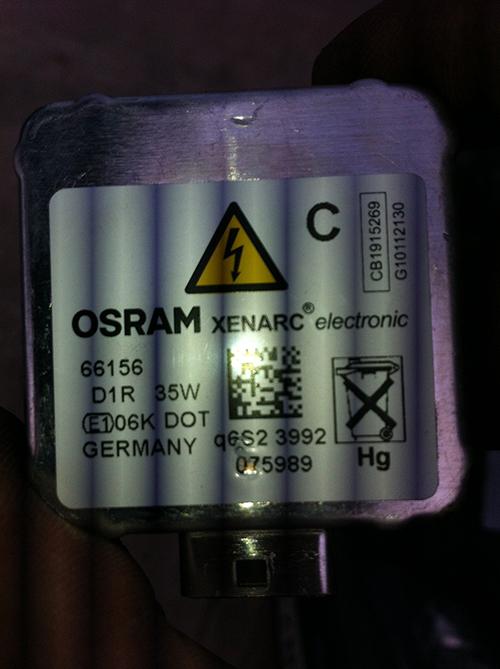 C
CB1915269
G10112130
OSRAM XENARC® electronic
66156
D1R 35W
(E1)06K DOT
GERMANY
q6S2 3992
075989
Hg